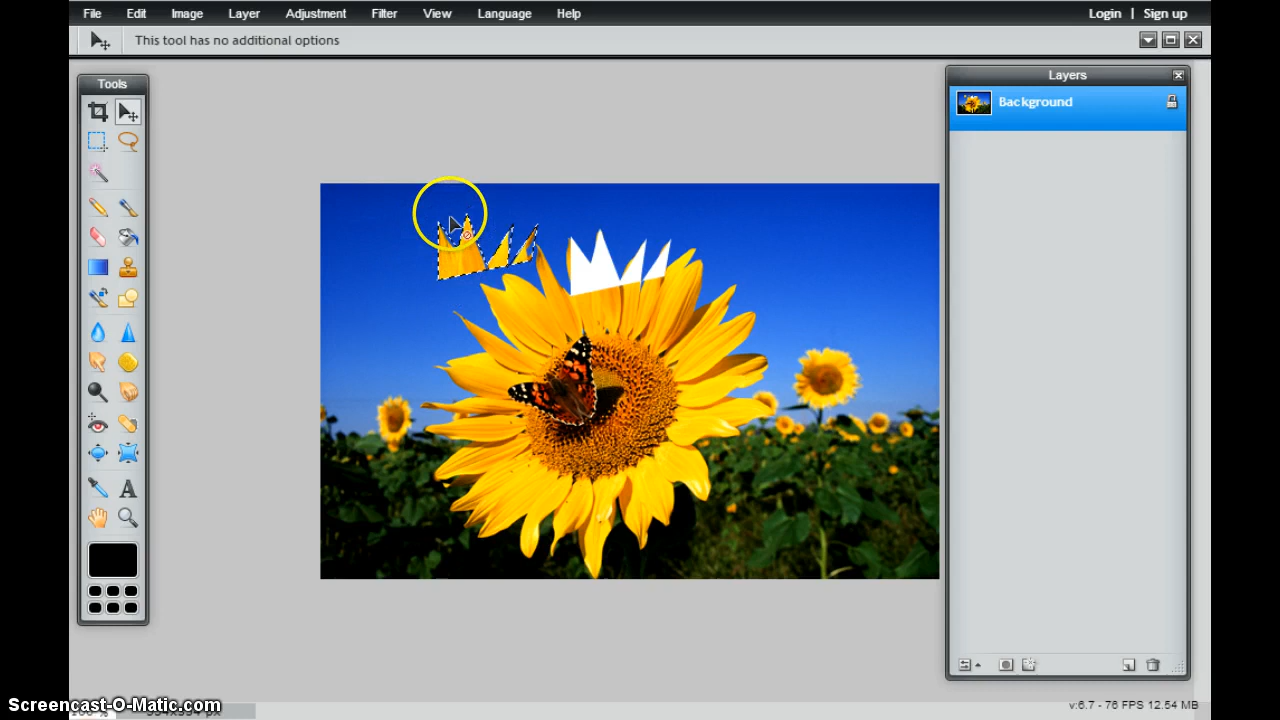 File Edit Image Layer Adjustment Filter View Language Help Login | Sign up
This tool has no additional options
Tools
Layers
Background
A
v:6.7 - 76 FPS 12.54 MB
Screencast-O-Matic.com